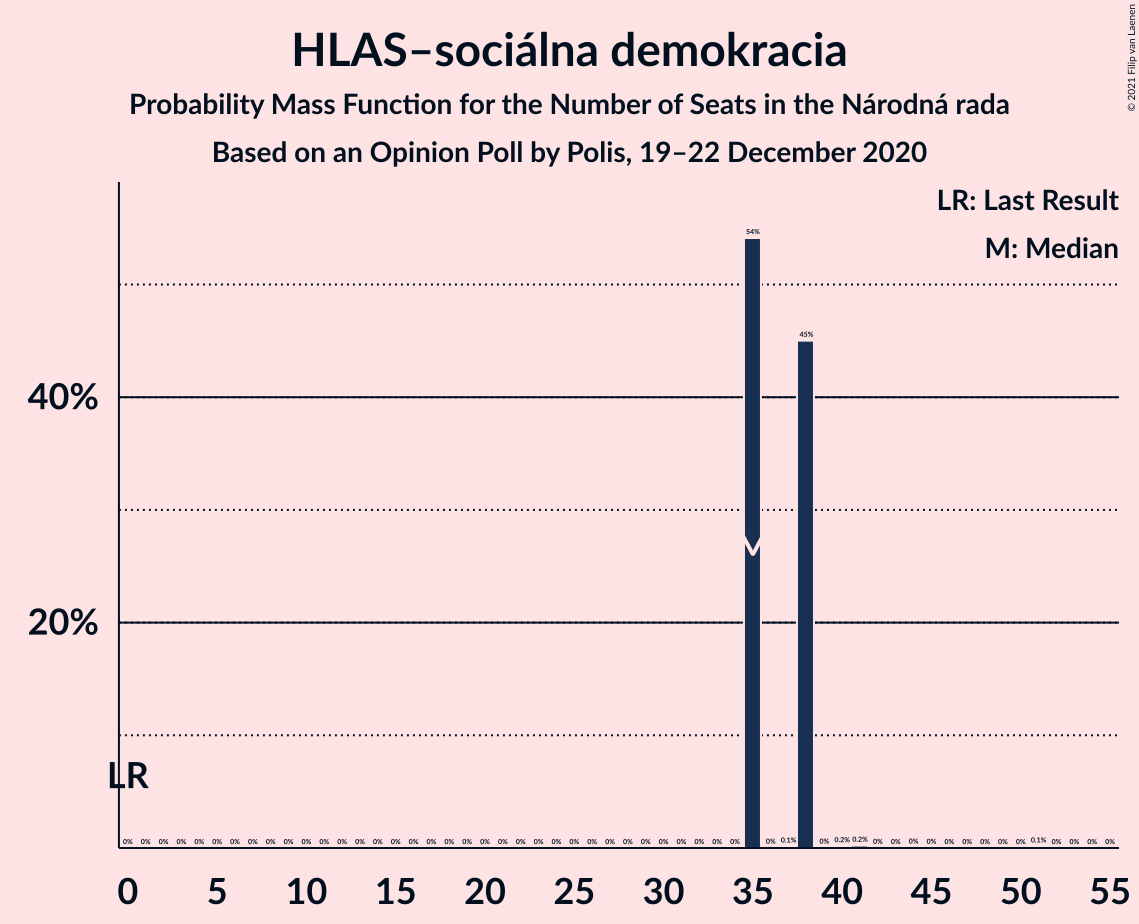 HLAS–sociálna demokracia
Probability Mass Function for the Number of Seats in the Národná rada
Based on an Opinion Poll by Polis, 19–22 December 2020
© 2021 Filip van Laenen
LR: Last Result
M: Median
54%
45%
40%
20%
LR
0% 0% 0% 0% 0% 0% 0% 0% 0% 0% 0% 0% 0% 0% 0% 0% 0% 0% 0% 0% 0% 0% 0% 0% 0% 0% 0% 0% 0% 0% 0% 0% 0% 0% 0% 0% 0.1% 0% 0.2% 0.2% 0% 0% 0% 0% 0% 0% 0% 0% 0% 0.1% 0% 0% 0% 0%
0 5 10 15 20 25 30 35 40 45 50 55